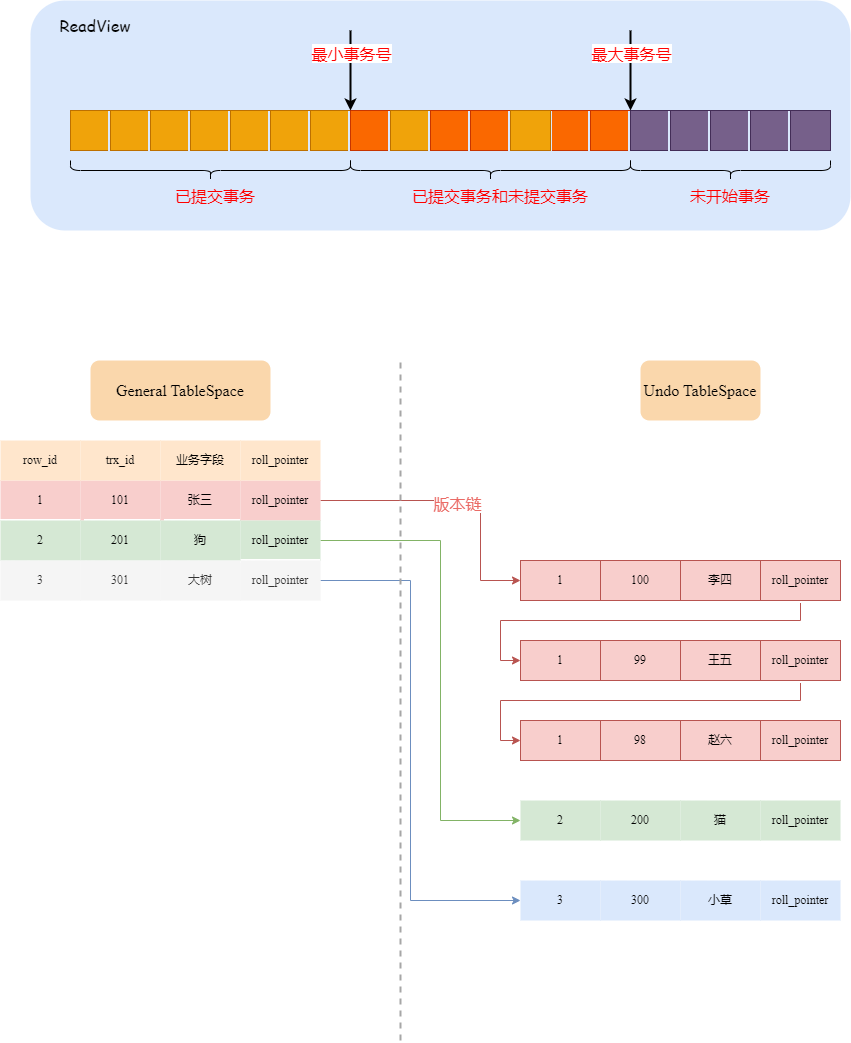 ReadView
最小事务号
最大事务号
已提交事务
已提交事务和未提交事务
未开始事务
General TableSpace
Undo TableSpace
row_id trx_id 业务字段 roll_pointer
1 101 张三 roll_pointer
版本链
2 201 狗 roll_pointer
3 301 大树 roll_pointer
1 100 李四 roll_pointer
1 99 王五 roll_pointer
1 98 赵六 roll_pointer
2 200 猫 roll_pointer
3 300 小草 roll_pointer